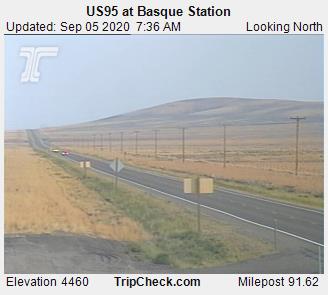 US95 at Basque Station
Updated: Sep 05 2020 7:36 AM Looking North
Elevation 4460 TripCheck.com Milepost 91.62